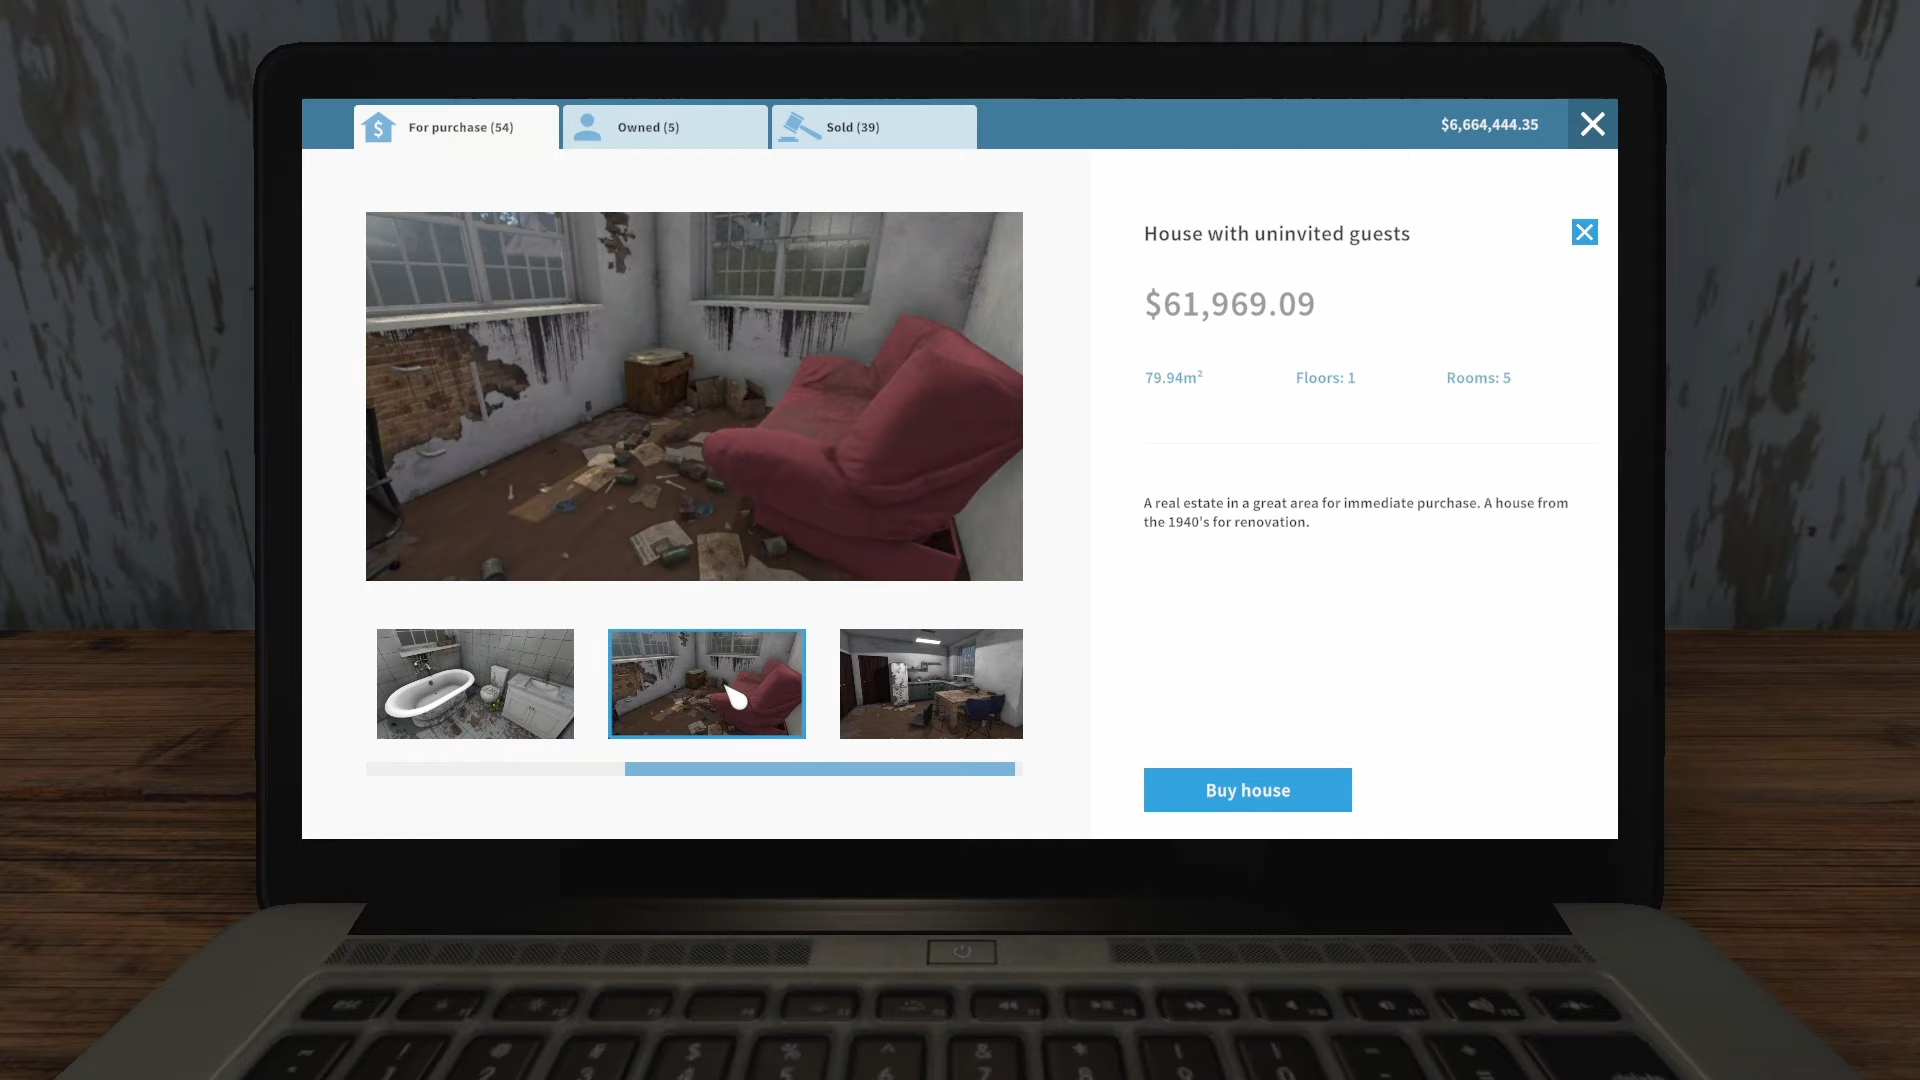 For purchase (54)
Owned (5)
Sold (39)
$6,664,444.35
House with uninvited guests
$61,969.09
79.94m²
Floors: 1
Rooms: 5
A real estate in a great area for immediate purchase. A house from
the 1940's for renovation.
Buy house